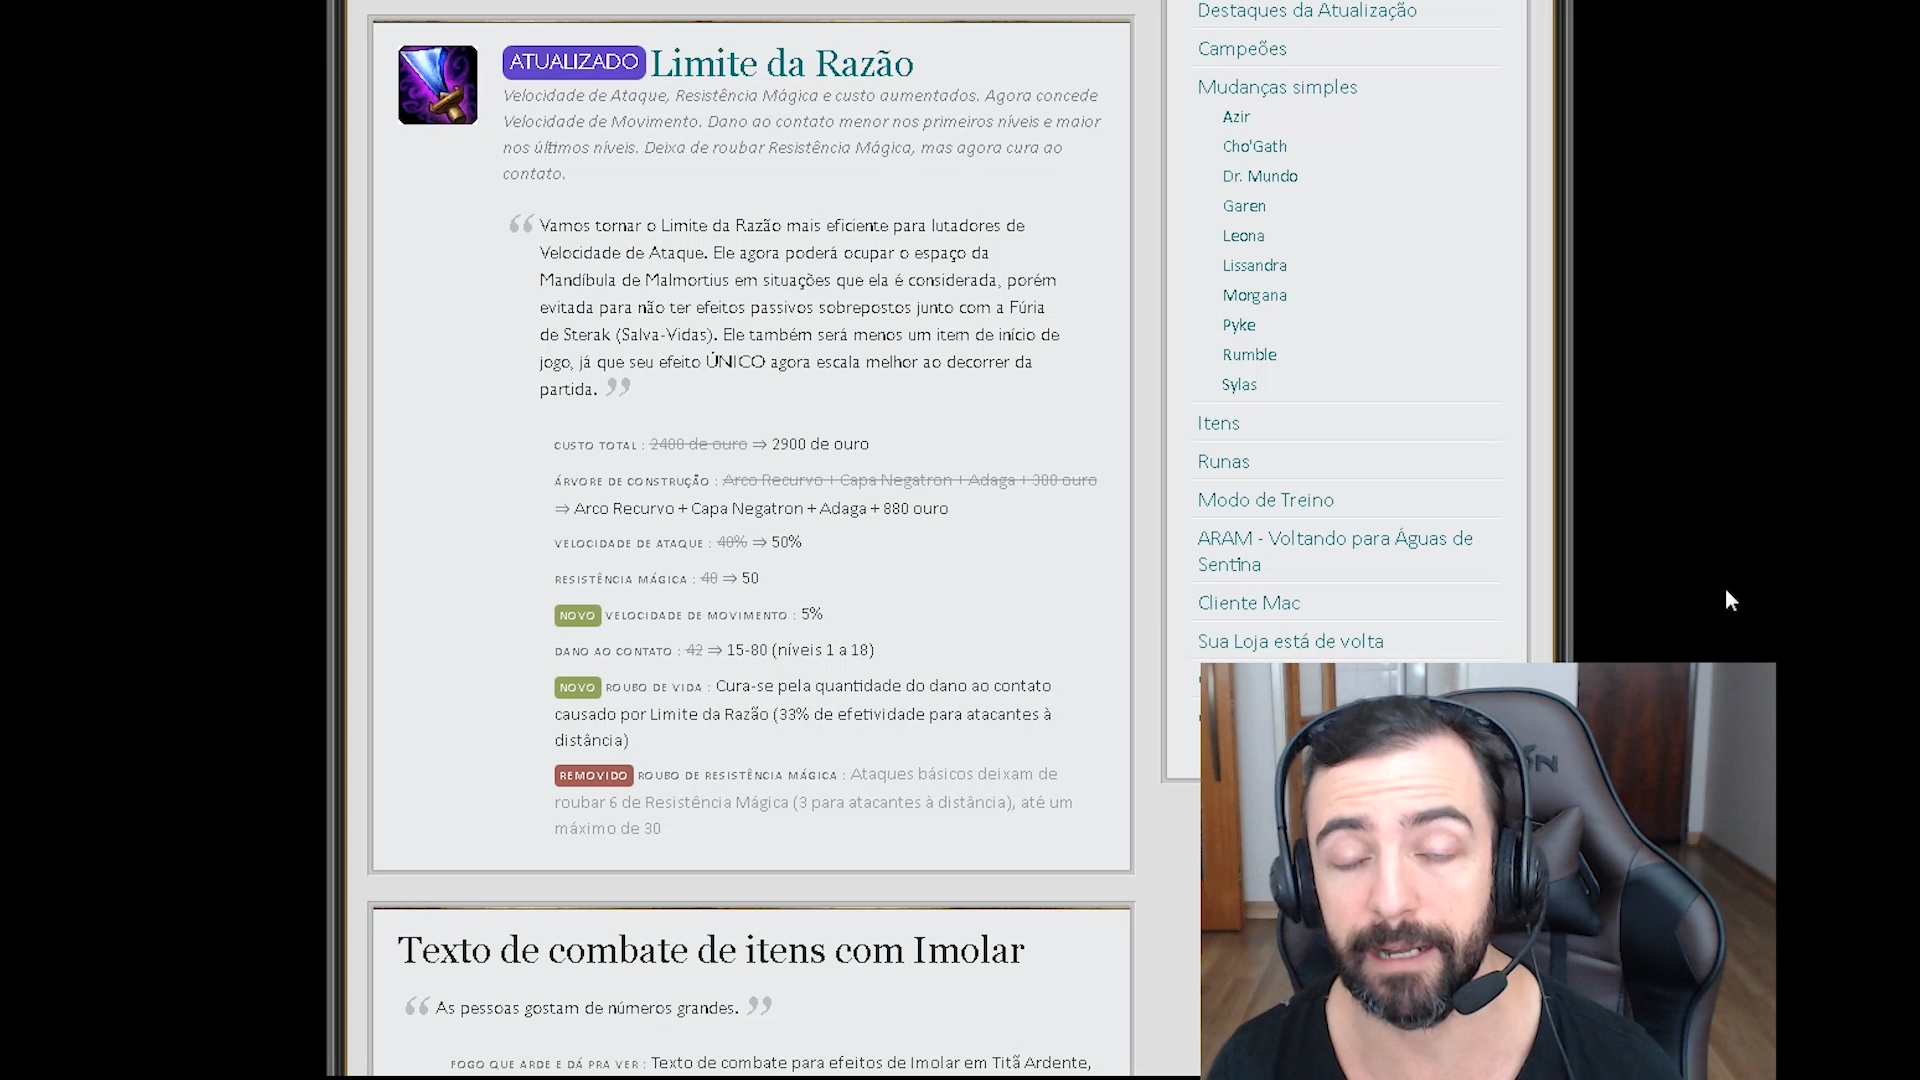 ATUALIZADO Limite da Razão
Velocidade de Ataque, Resistência Mágica e custo aumentados. Agora concede
Velocidade de Movimento. Dano ao contato menor nos primeiros níveis e maior
nos últimos níveis. Deixa de roubar Resistência Mágica, mas agora cura ao
contato.
“ Vamos tornar o Limite da Razão mais eficiente para lutadores de
Velocidade de Ataque. Ele agora poderá ocupar o espaço da
Mandíbula de Malmortius em situações que ela é considerada, porém
evitada para não ter efeitos passivos sobrepostos junto com a Fúria
de Sterak (Salva-Vidas). Ele também será menos um item de início de
jogo, já que seu efeito ÚNICO agora escala melhor ao decorrer da
partida. ”
CUSTO TOTAL : 2400 de ouro ⇒ 2900 de ouro
ÁRVORE DE CONSTRUÇÃO : Arco Recurvo + Capa Negatron + Adaga + 380 ouro
⇒ Arco Recurvo + Capa Negatron + Adaga + 880 ouro
VELOCIDADE DE ATAQUE : 40% ⇒ 50%
RESISTÊNCIA MÁGICA : 40 ⇒ 50
NOVO VELOCIDADE DE MOVIMENTO : 5%
DANO AO CONTATO : 42 ⇒ 15-80 (níveis 1 a 18)
NOVO ROUBO DE VIDA : Cura-se pela quantidade do dano ao contato
causado por Limite da Razão (33% de efetividade para atacantes à
distância)
REMOVIDO ROUBO DE RESISTÊNCIA MÁGICA : Ataques básicos deixam de
roubar 6 de Resistência Mágica (3 para atacantes à distância), até um
máximo de 30
Texto de combate de itens com Imolar
“ As pessoas gostam de números grandes. ”
FOGO QUE ARDE E DÁ PRA VER : Texto de combate para efeitos de Imolar em Titã Ardente,
Destaques da Atualização
Campeões
Mudanças simples
Azir
Cho'Gath
Dr. Mundo
Garen
Leona
Lissandra
Morgana
Pyke
Rumble
Sylas
Itens
Runas
Modo de Treino
ARAM - Voltando para Águas de
Sentina
Cliente Mac
Sua Loja está de volta